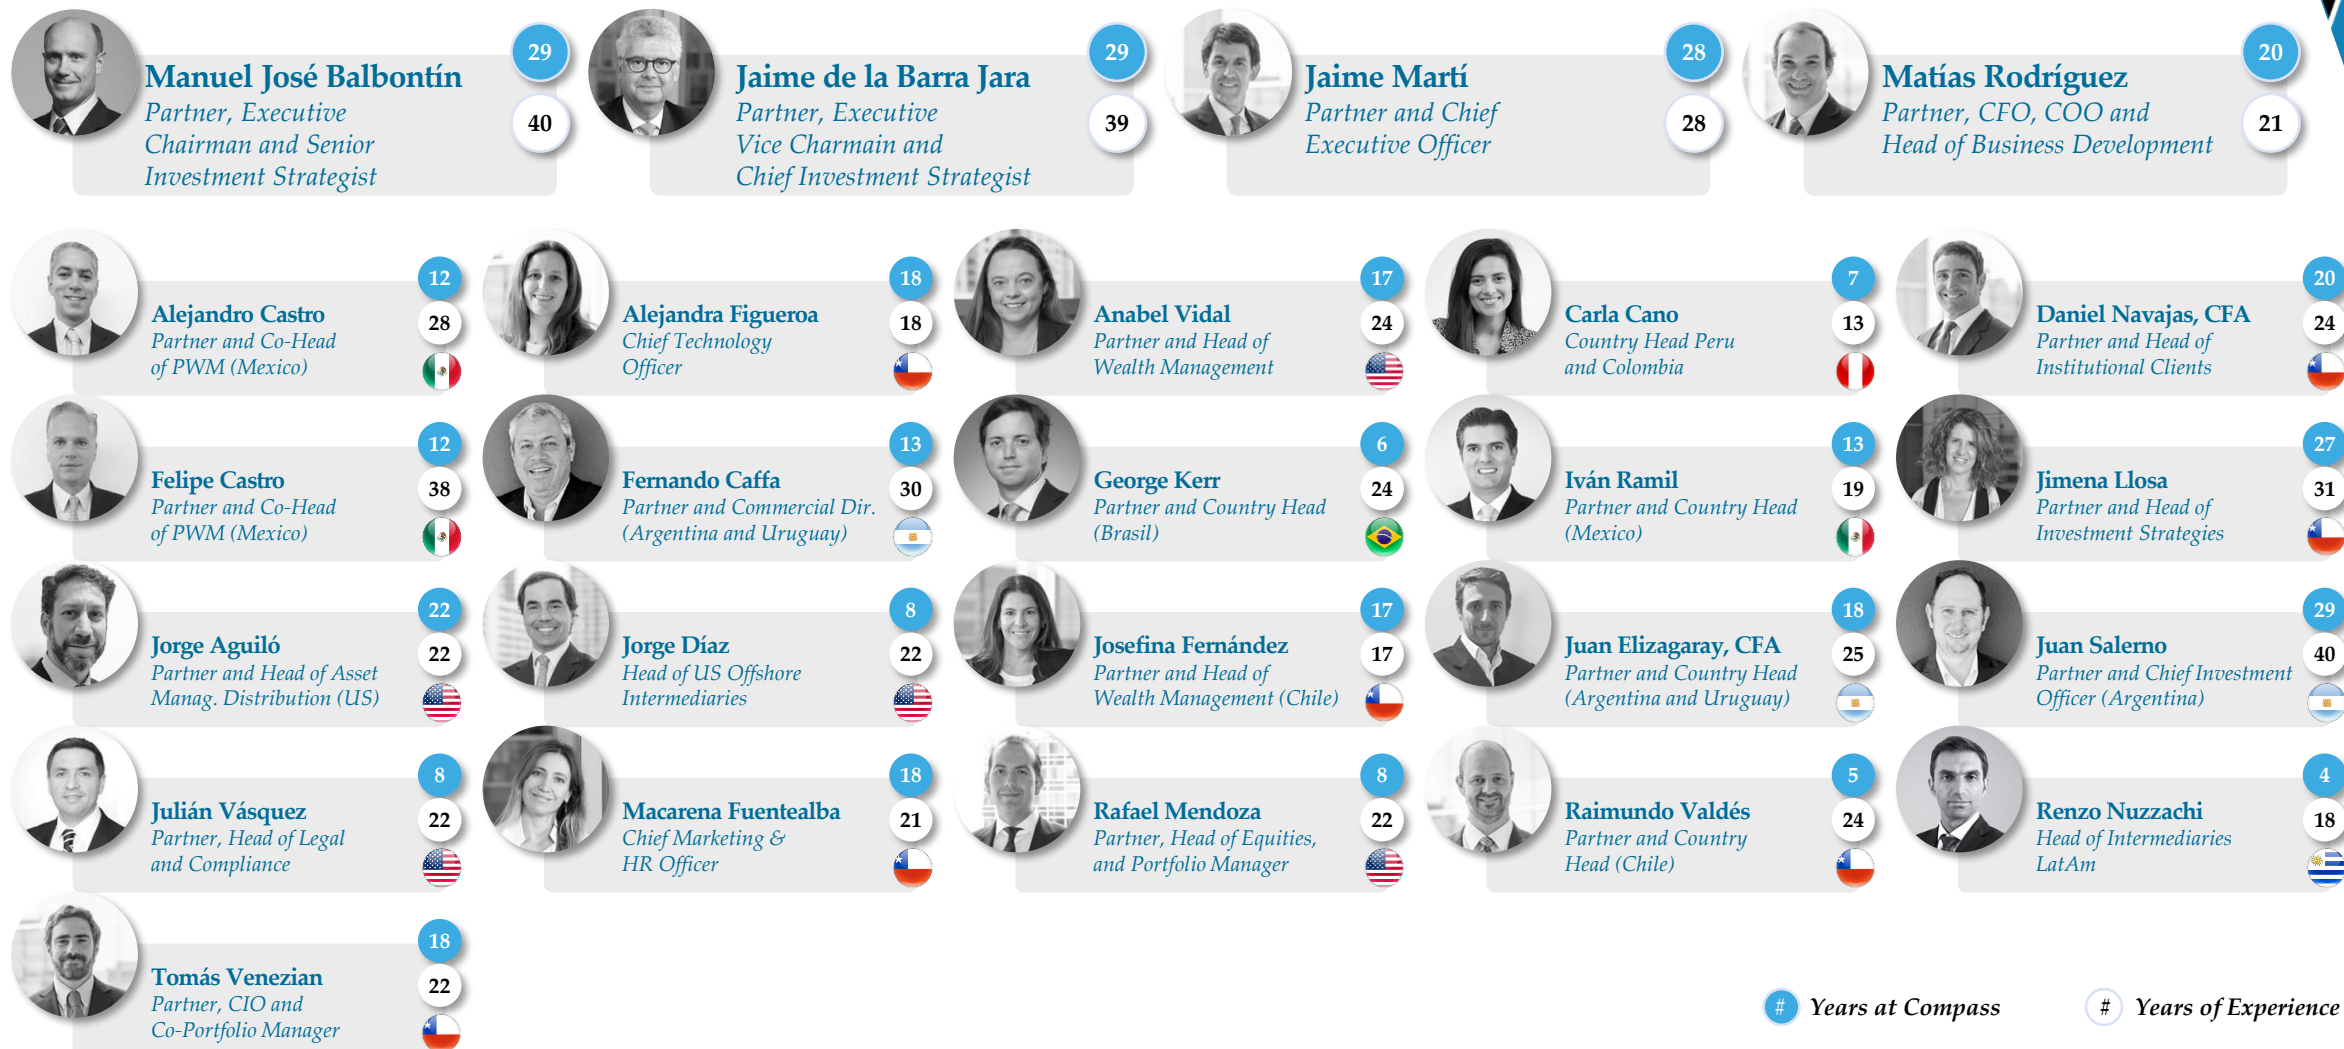 29
Manuel José Balbontín
Partner, Executive
Chairman and Senior
Investment Strategist
40
29
Jaime de la Barra Jara
Partner, Executive
Vice Charmain and
Chief Investment Strategist
39
28
Jaime Martí
Partner and Chief
Executive Officer
28
20
Matías Rodríguez
Partner, CFO, COO and
Head of Business Development
21
12
Alejandro Castro
Partner and Co-Head
of PWM (Mexico)
28
18
Alejandra Figueroa
Chief Technology
Officer
18
17
Anabel Vidal
Partner and Head of
Wealth Management
24
7
Carla Cano
Country Head Peru
and Colombia
13
20
Daniel Navajas, CFA
Partner and Head of
Institutional Clients
24
12
Felipe Castro
Partner and Co-Head
of PWM (Mexico)
38
13
Fernando Caffa
Partner and Commercial Dir.
(Argentina and Uruguay)
30
6
George Kerr
Partner and Country Head
(Brasil)
24
13
Iván Ramil
Partner and Country Head
(Mexico)
19
27
Jimena Llosa
Partner and Head of
Investment Strategies
31
22
Jorge Aguiló
Partner and Head of Asset
Manag. Distribution (US)
22
8
Jorge Díaz
Head of US Offshore
Intermediaries
22
17
Josefina Fernández
Partner and Head of
Wealth Management (Chile)
17
18
Juan Elizagaray, CFA
Partner and Country Head
(Argentina and Uruguay)
25
29
Juan Salerno
Partner and Chief Investment
Officer (Argentina)
40
8
Julián Vásquez
Partner, Head of Legal
and Compliance
22
18
Macarena Fuentealba
Chief Marketing &
HR Officer
21
8
Rafael Mendoza
Partner, Head of Equities,
and Portfolio Manager
22
5
Raimundo Valdés
Partner and Country
Head (Chile)
24
4
Renzo Nuzzachi
Head of Intermediaries
LatAm
18
18
Tomás Venezian
Partner, CIO and
Co-Portfolio Manager
22
# Years at Compass
# Years of Experience